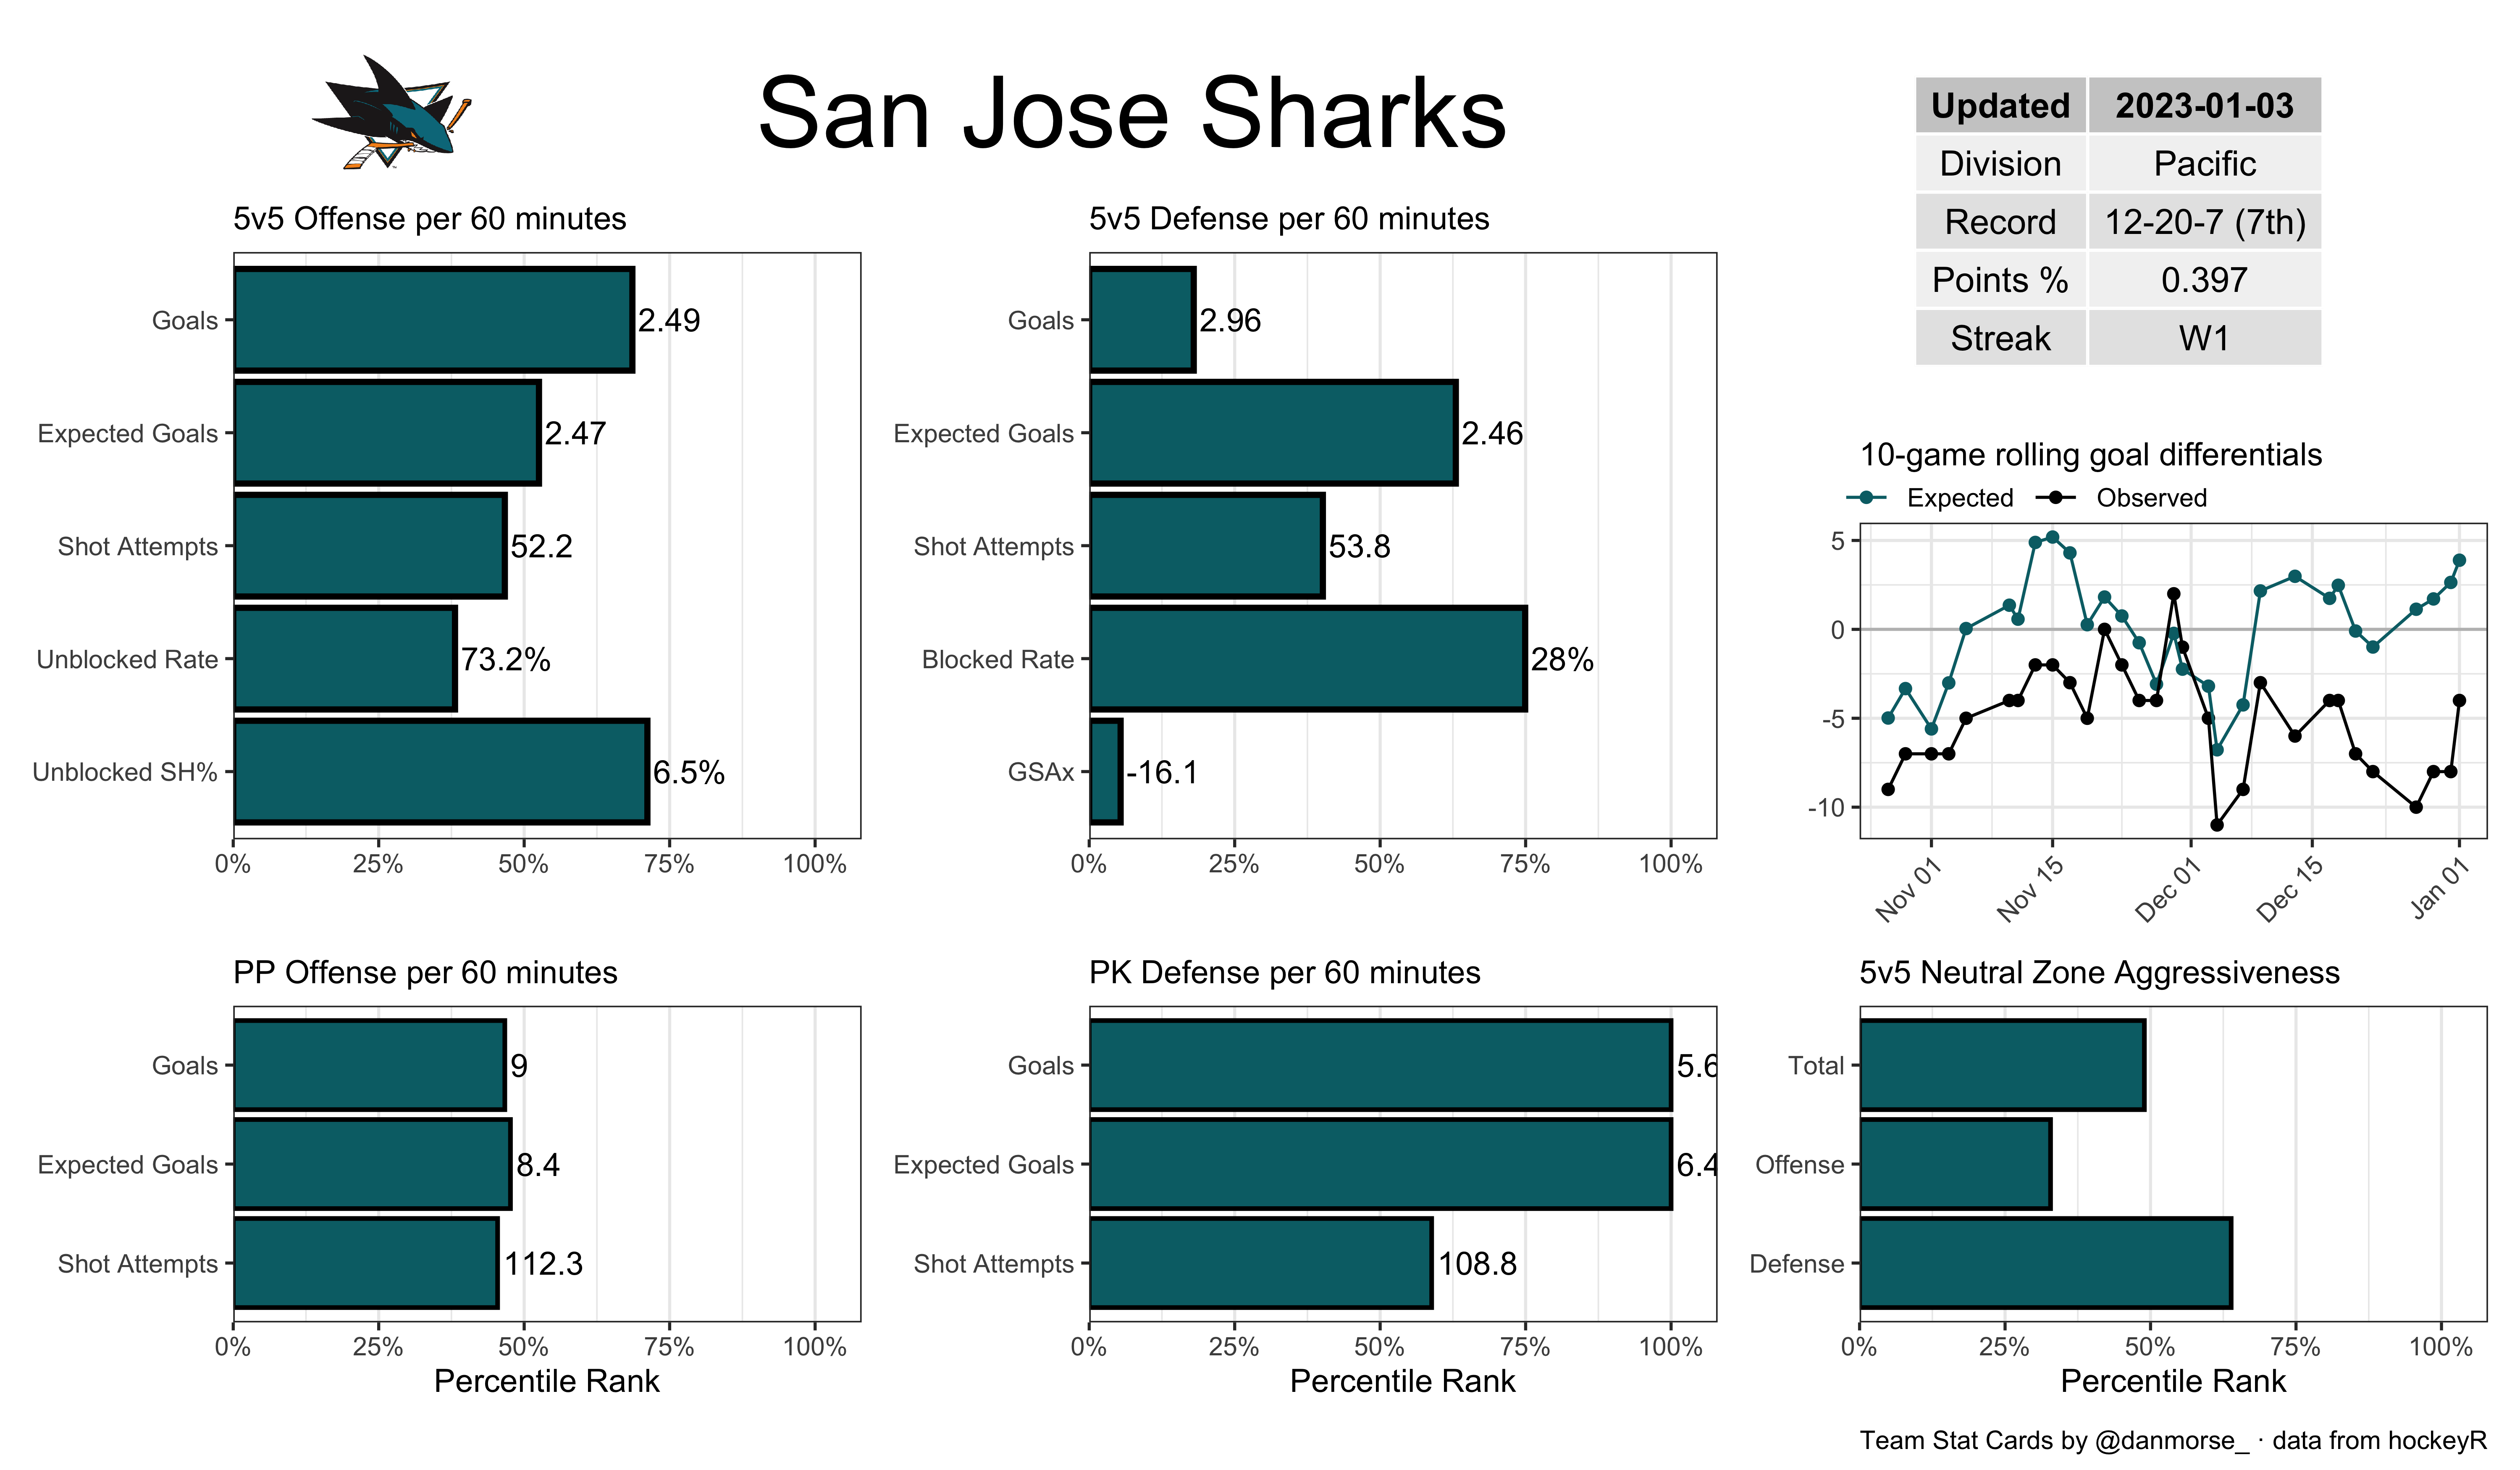 San Jose Sharks
Updated 2023-01-03
Division Pacific
Record 12-20-7 (7th)
Points % 0.397
Streak W1
5v5 Offense per 60 minutes
Goals 2.49
Expected Goals 2.47
Shot Attempts 52.2
Unblocked Rate 73.2%
Unblocked SH% 6.5%
0% 25% 50% 75% 100%
5v5 Defense per 60 minutes
Goals 2.96
Expected Goals 2.46
Shot Attempts 53.8
Blocked Rate 28%
GSAx -16.1
0% 25% 50% 75% 100%
10-game rolling goal differentials
Expected Observed
5
0
-5
-10
Nov 01 Nov 15 Dec 01 Dec 15 Jan 01
PP Offense per 60 minutes
Goals 9
Expected Goals 8.4
Shot Attempts 112.3
0% 25% 50% 75% 100%
Percentile Rank
PK Defense per 60 minutes
Goals 5.6
Expected Goals 6.4
Shot Attempts 108.8
0% 25% 50% 75% 100%
Percentile Rank
5v5 Neutral Zone Aggressiveness
Total
Offense
Defense
0% 25% 50% 75% 100%
Percentile Rank
Team Stat Cards by @danmorse_ · data from hockeyR